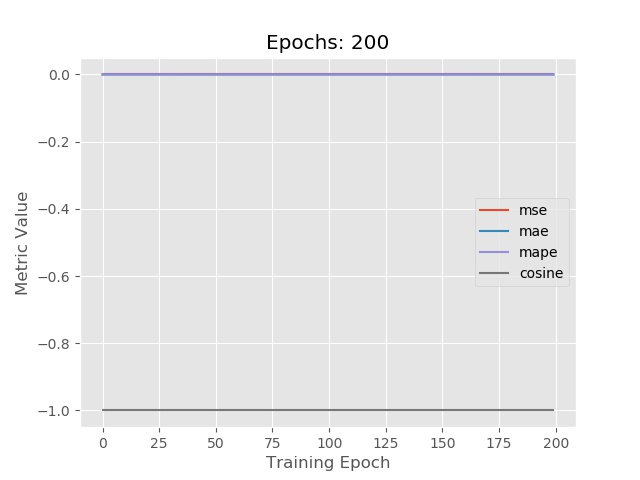 Epochs: 200
Metric Value
0.0
−0.2
−0.4
−0.6
−0.8
−1.0
mse
mae
mape
cosine
0 25 50 75 100 125 150 175 200
Training Epoch